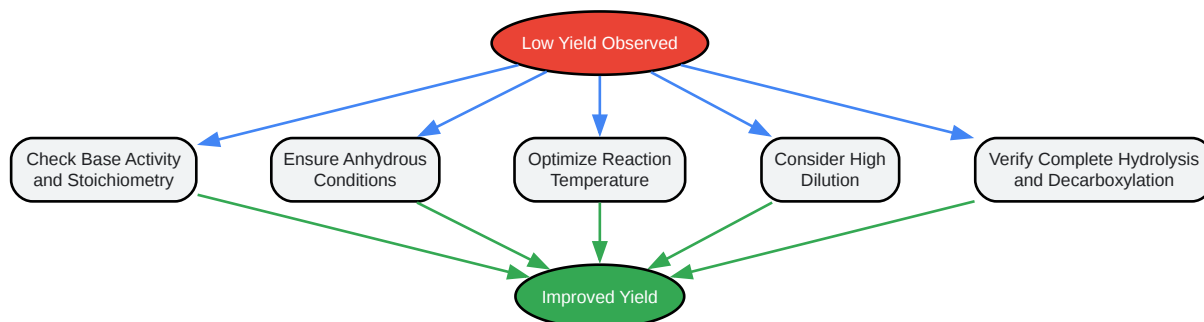 Low Yield Observed
Check Base Activity
and Stoichiometry
Ensure Anhydrous
Conditions
Optimize Reaction
Temperature
Consider High
Dilution
Verify Complete Hydrolysis
and Decarboxylation
Improved Yield